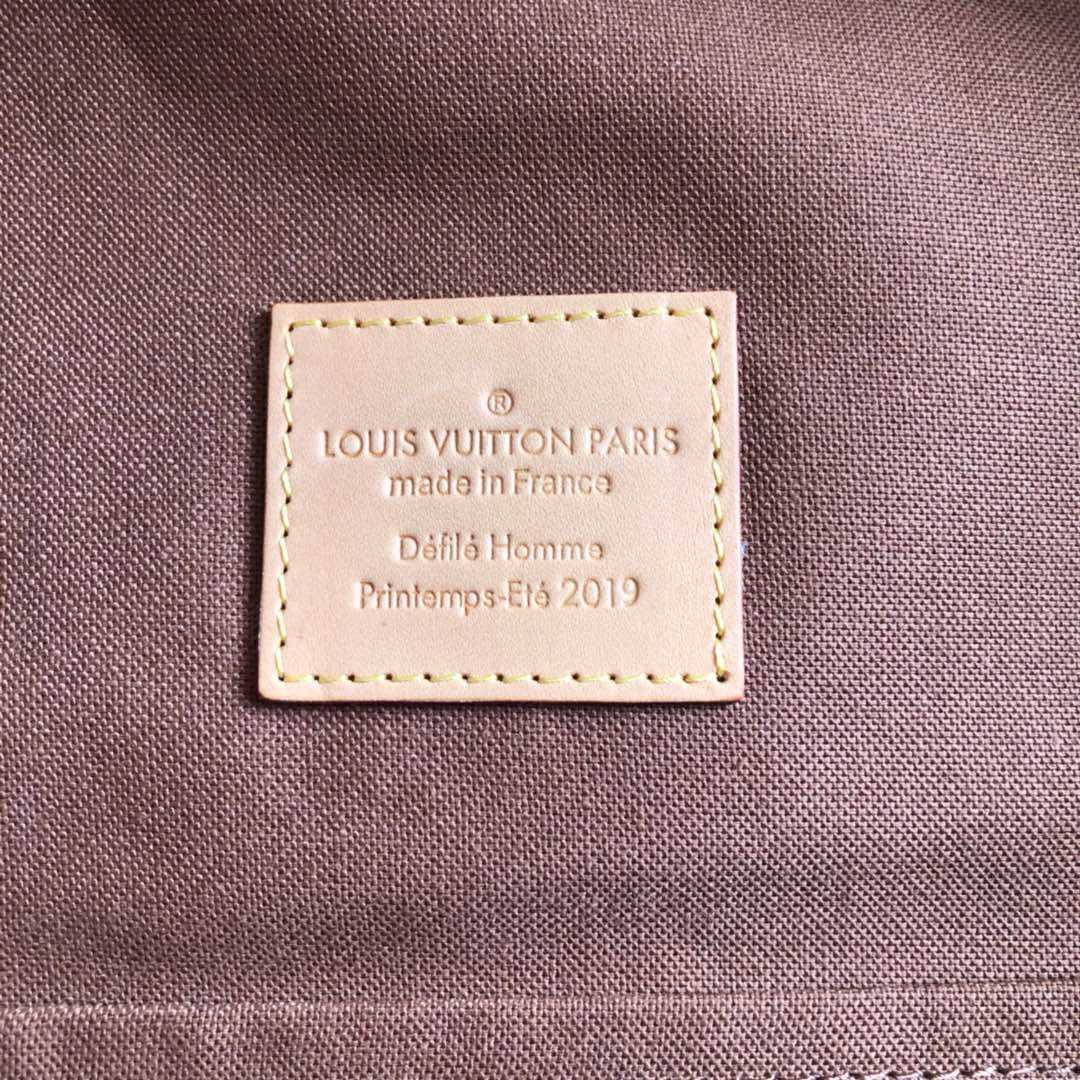 ®
LOUIS VUITTON PARIS
made in France
Défilé Homme
Printemps-Eté 2019